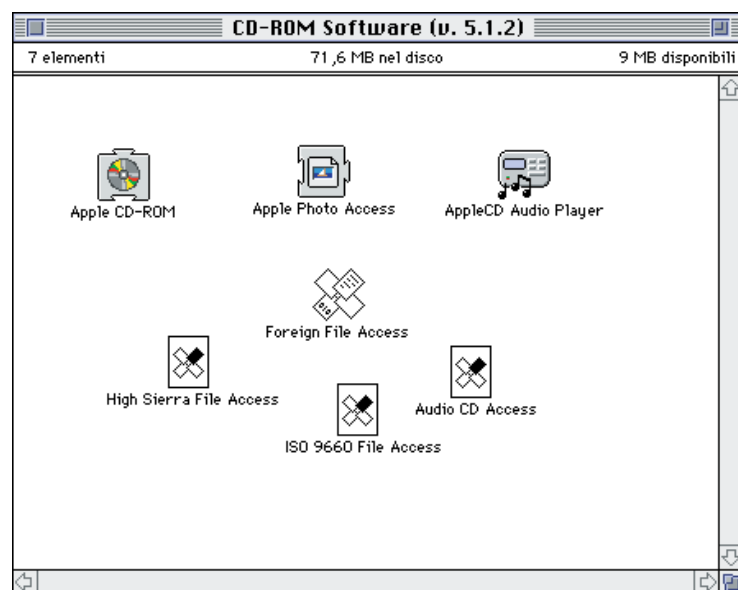 CD-ROM Software (v. 5.1.2)
7 elementi 71,6 MB nel disco 9 MB disponibili
Apple CD-ROM Apple Photo Access AppleCD Audio Player
Foreign File Access
High Sierra File Access
Audio CD Access
ISO 9660 File Access